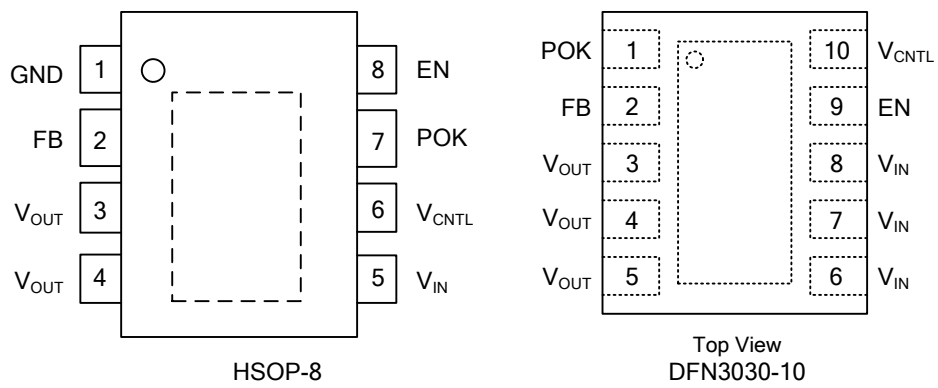 GND 1 8 EN
FB 2 7 POK
VOUT 3 6 VCNTL
VOUT 4 5 VIN
HSOP-8
POK 1 10 VCNTL
FB 2 9 EN
VOUT 3 8 VIN
VOUT 4 7 VIN
VOUT 5 6 VIN
Top View
DFN3030-10